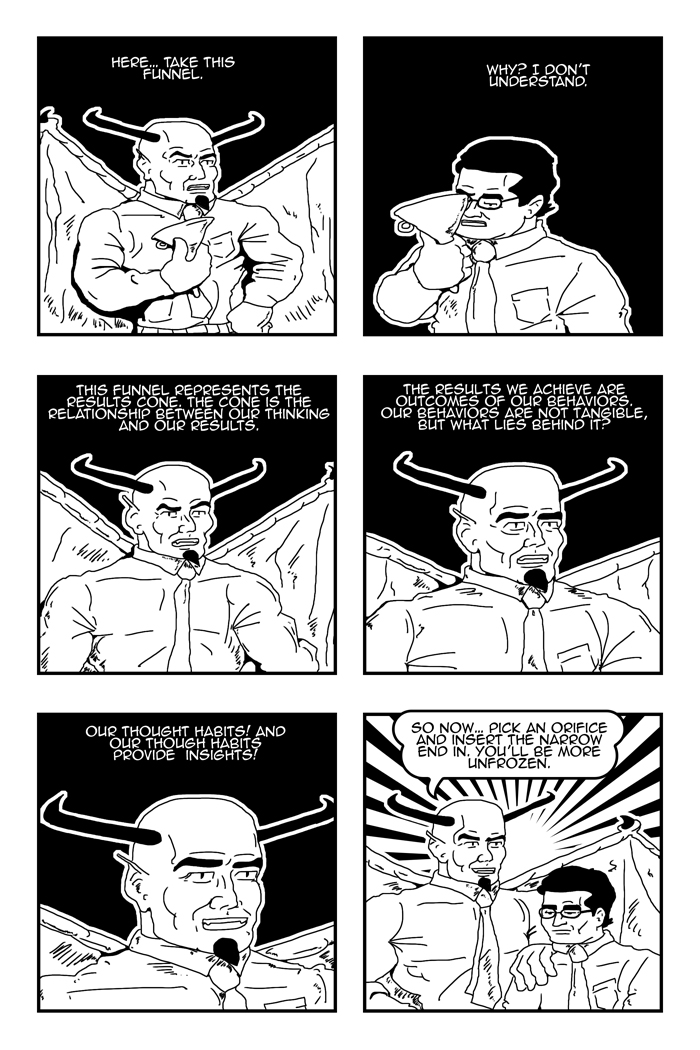 HERE... TAKE THIS
FUNNEL.
WHY? I DON'T
UNDERSTAND.
THIS FUNNEL REPRESENTS THE
RESULTS CONE. THE CONE IS THE
RELATIONSHIP BETWEEN OUR THINKING
AND OUR RESULTS.
THE RESULTS WE ACHIEVE ARE
OUTCOMES OF OUR BEHAVIORS.
OUR BEHAVIORS ARE NOT TANGIBLE,
BUT WHAT LIES BEHIND IT?
OUR THOUGHT HABITS! AND
OUR THOUGH HABITS
PROVIDE INSIGHTS!
SO NOW... PICK AN ORIFICE
AND INSERT THE NARROW
END IN. YOU'LL BE MORE
UNFROZEN.